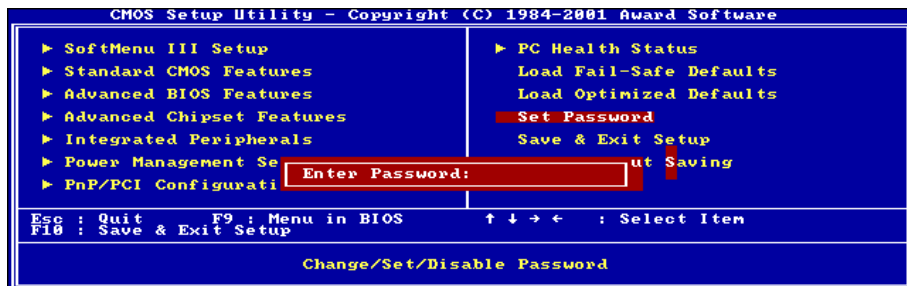 CMOS Setup Utility - Copyright (C) 1984-2001 Award Software
► SoftMenu III Setup
► Standard CMOS Features
► Advanced BIOS Features
► Advanced Chipset Features
► Integrated Peripherals
► Power Management Se
► PnP/PCI Configurati
► PC Health Status
Load Fail-Safe Defaults
Load Optimized Defaults
Set Password
Save & Exit Setup
ut Saving
Enter Password:
Esc : Quit F9 : Menu in BIOS ↑ ↓ → ← : Select Item
F10 : Save & Exit Setup
Change/Set/Disable Password